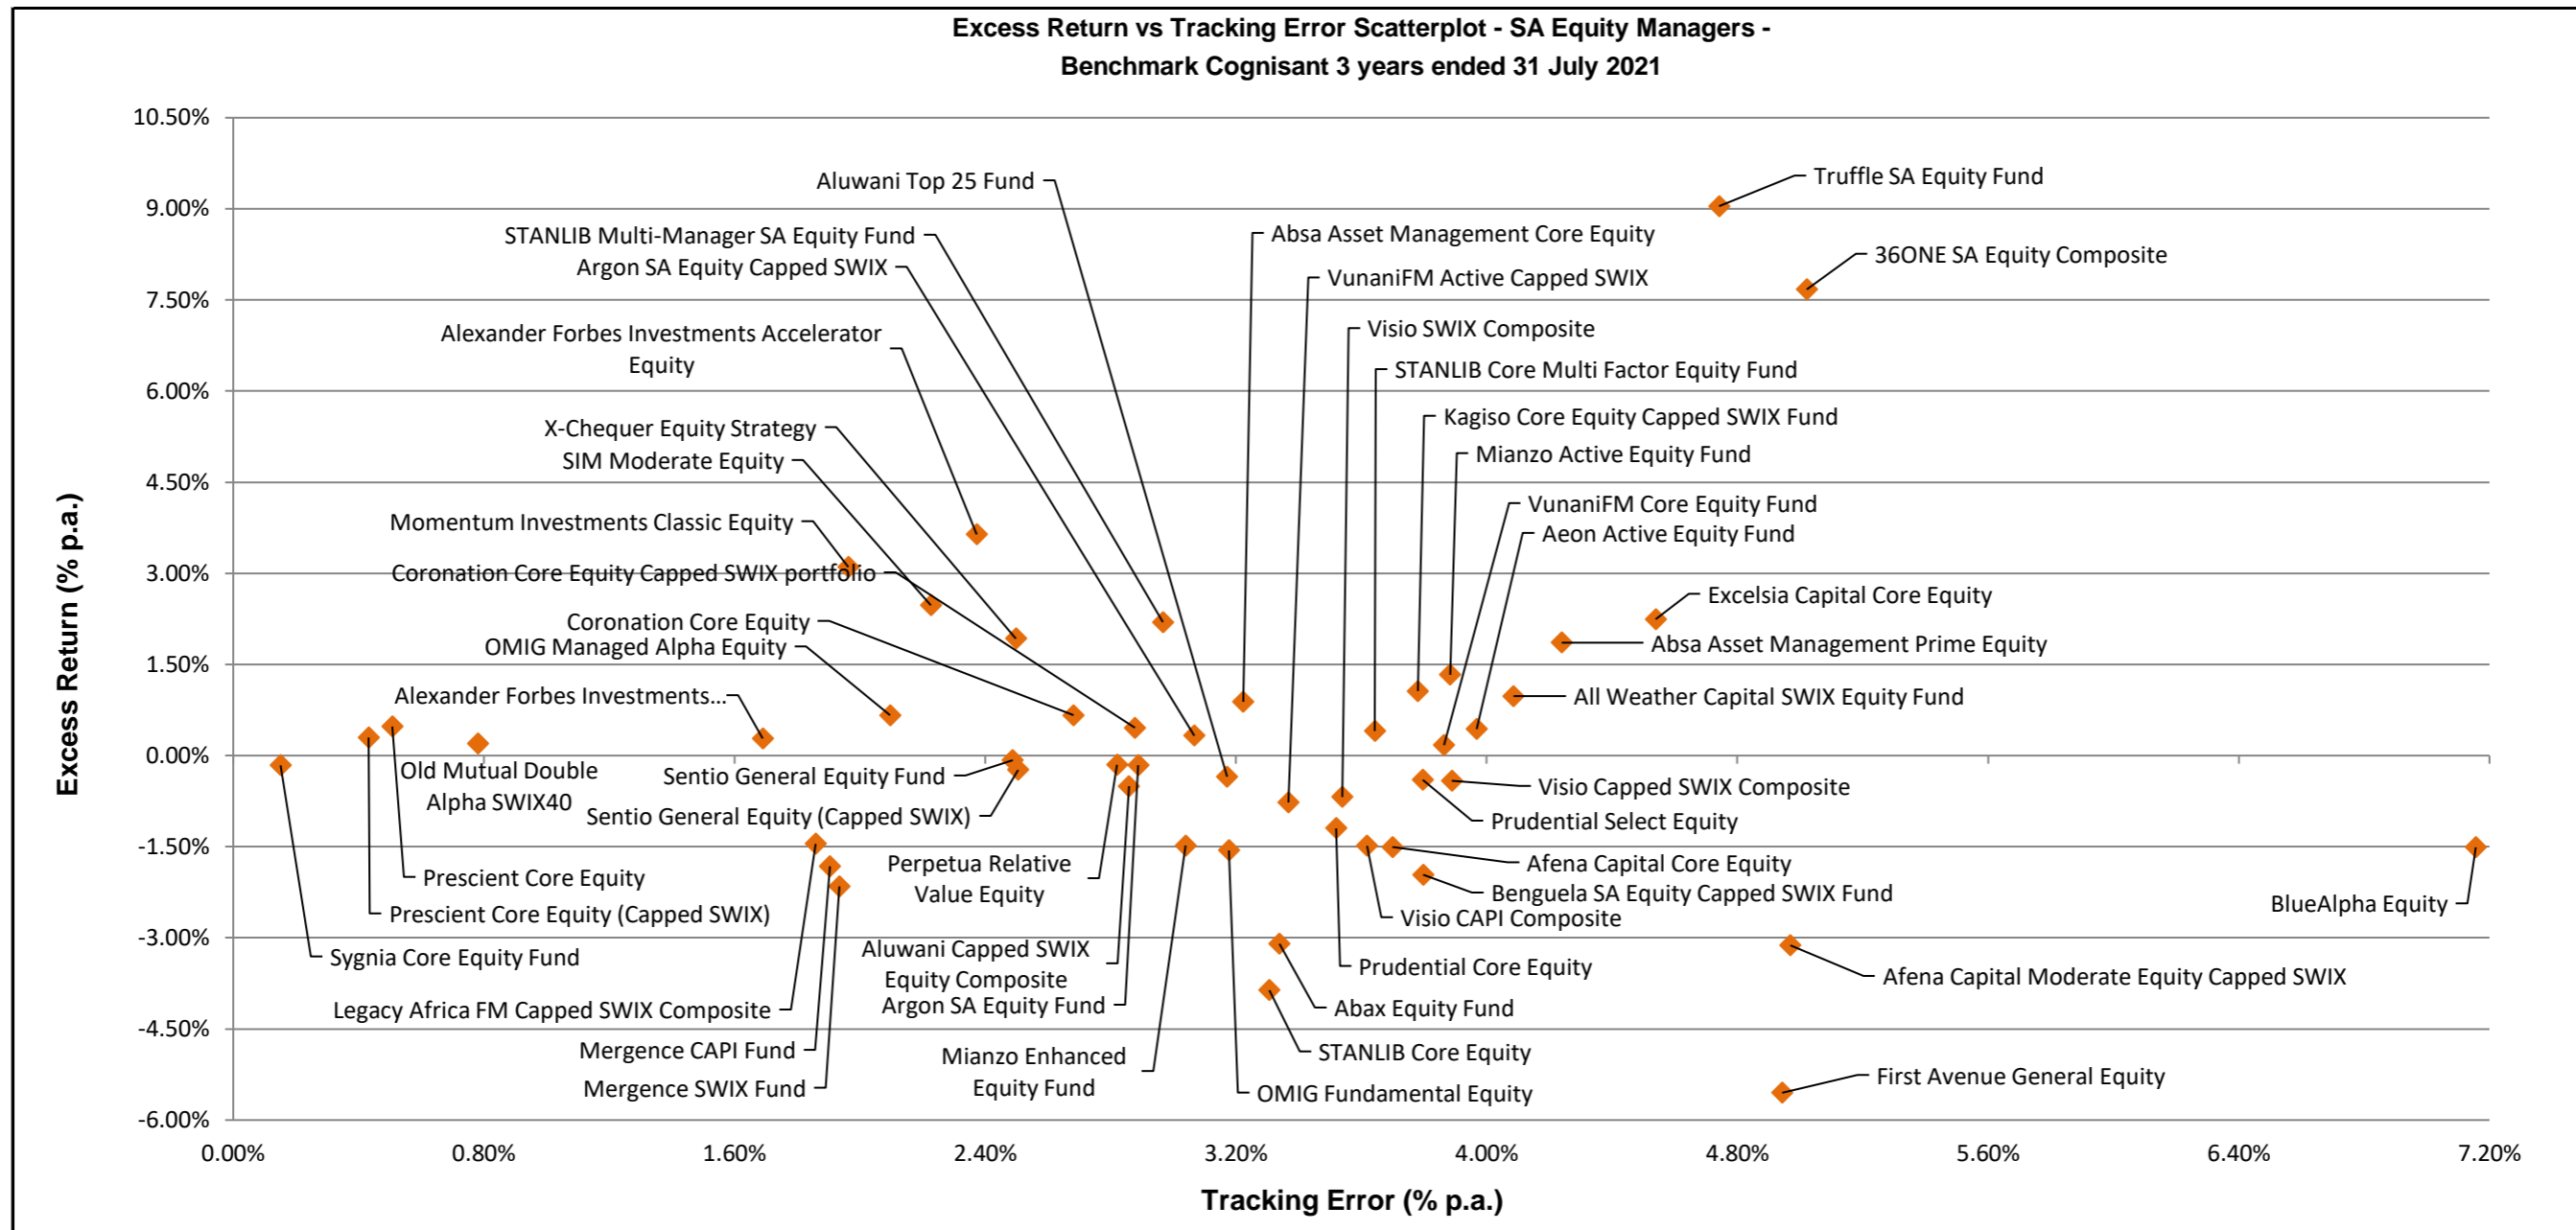 Excess Return vs Tracking Error Scatterplot - SA Equity Managers -
Benchmark Cognisant 3 years ended 31 July 2021
Excess Return (% p.a.)
10.50%
9.00%
7.50%
6.00%
4.50%
3.00%
1.50%
0.00%
-1.50%
-3.00%
-4.50%
-6.00%
Aluwani Top 25 Fund
Truffle SA Equity Fund
STANLIB Multi-Manager SA Equity Fund
Absa Asset Management Core Equity
36ONE SA Equity Composite
Argon SA Equity Capped SWIX
VunaniFM Active Capped SWIX
Alexander Forbes Investments Accelerator
Equity
Visio SWIX Composite
STANLIB Core Multi Factor Equity Fund
X-Chequer Equity Strategy
Kagiso Core Equity Capped SWIX Fund
SIM Moderate Equity
Mianzo Active Equity Fund
Momentum Investments Classic Equity
VunaniFM Core Equity Fund
Aeon Active Equity Fund
Coronation Core Equity Capped SWIX portfolio
Excelsia Capital Core Equity
Coronation Core Equity
OMIG Managed Alpha Equity
Absa Asset Management Prime Equity
Alexander Forbes Investments...
All Weather Capital SWIX Equity Fund
Old Mutual Double
Alpha SWIX40
Sentio General Equity Fund
Visio Capped SWIX Composite
Sentio General Equity (Capped SWIX)
Prudential Select Equity
Perpetua Relative
Value Equity
Afena Capital Core Equity
Prescient Core Equity
Benguela SA Equity Capped SWIX Fund
BlueAlpha Equity
Prescient Core Equity (Capped SWIX)
Visio CAPI Composite
Sygnia Core Equity Fund
Aluwani Capped SWIX
Equity Composite
Prudential Core Equity
Afena Capital Moderate Equity Capped SWIX
Legacy Africa FM Capped SWIX Composite
Argon SA Equity Fund
Abax Equity Fund
Mergence CAPI Fund
Mianzo Enhanced
Equity Fund
STANLIB Core Equity
Mergence SWIX Fund
OMIG Fundamental Equity
First Avenue General Equity
0.00%
0.80%
1.60%
2.40%
3.20%
4.00%
4.80%
5.60%
6.40%
7.20%
Tracking Error (% p.a.)